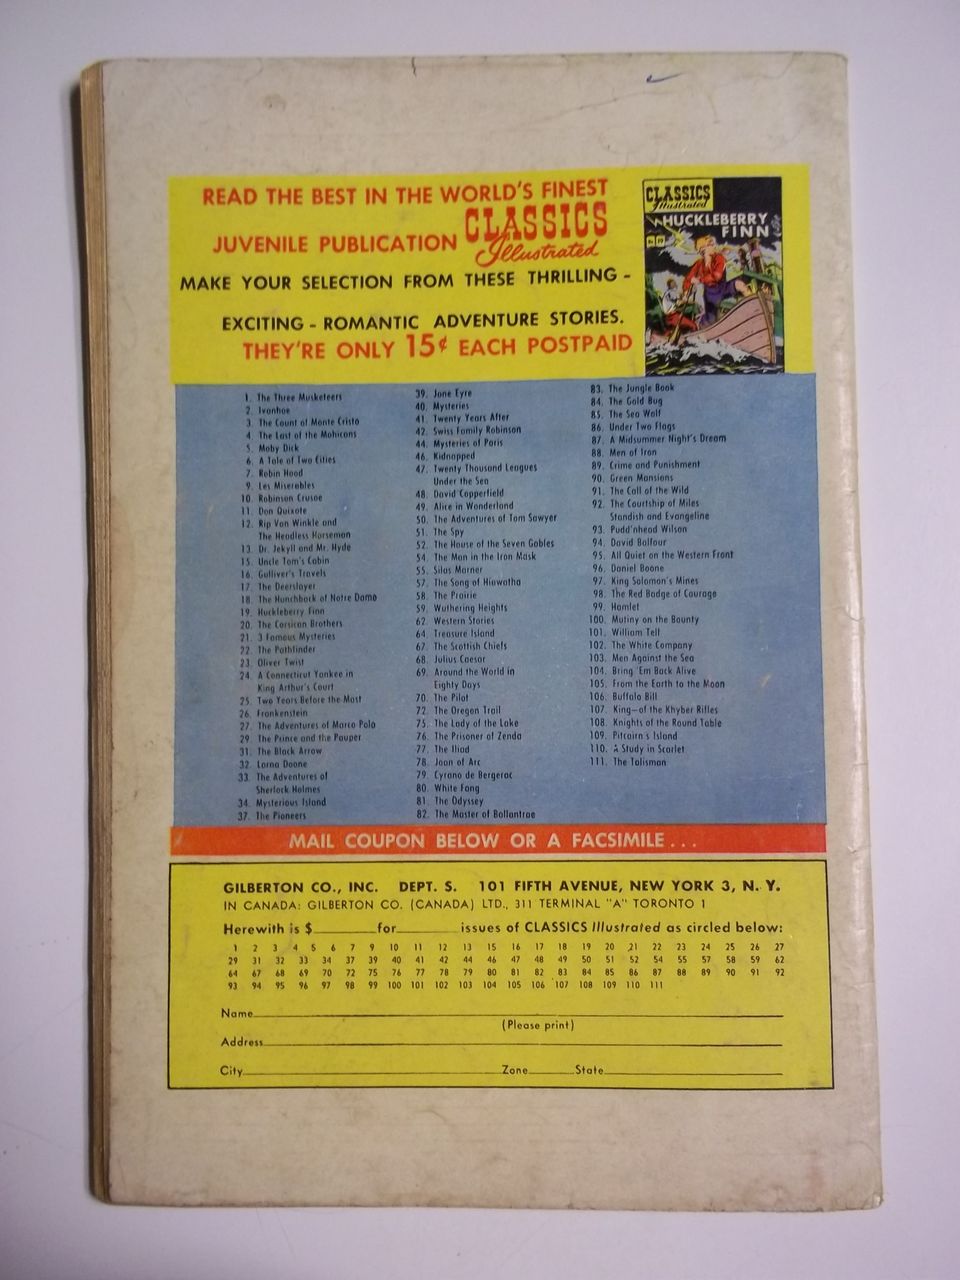 READ THE BEST IN THE WORLD'S FINEST
JUVENILE PUBLICATION CLASSICS Illustrated
MAKE YOUR SELECTION FROM THESE THRILLING -
EXCITING - ROMANTIC ADVENTURE STORIES.
THEY'RE ONLY 15¢ EACH POSTPAID
CLASSICS
Illustrated
HUCKLEBERRY
FINN
1. The Three Musketeers
2. Ivanhoe
3. The Count of Monte Cristo
4. The Last of the Mohicans
5. Moby Dick
6. A Tale of Two Cities
7. Robin Hood
9. Les Miserables
10. Robinson Crusoe
11. Don Quixote
12. Rip Van Winkle and
The Headless Horseman
13. Dr. Jekyll and Mr. Hyde
15. Uncle Tom's Cabin
16. Gulliver's Travels
17. The Deerslayer
18. The Hunchback of Notre Dame
19. Huckleberry Finn
20. The Corsican Brothers
21. 3 Famous Mysteries
22. The Pathfinder
23. Oliver Twist
24. A Connecticut Yankee in
King Arthur's Court
25. Two Years Before the Mast
26. Frankenstein
27. The Adventures of Marco Polo
29. The Prince and the Pauper
31. The Black Arrow
32. Lorna Doone
33. The Adventures of
Sherlock Holmes
34. Mysterious Island
37. The Pioneers
39. Jane Eyre
40. Mysteries
41. Twenty Years After
42. Swiss Family Robinson
44. Mysteries of Paris
46. Kidnapped
47. Twenty Thousand Leagues
Under the Sea
48. David Copperfield
49. Alice in Wonderland
50. The Adventures of Tom Sawyer
51. The Spy
52. The House of the Seven Gables
54. The Man in the Iron Mask
55. Silas Marner
57. The Song of Hiawatha
58. The Prairie
59. Wuthering Heights
62. Western Stories
64. Treasure Island
67. The Scottish Chiefs
68. Julius Caesar
69. Around the World in
Eighty Days
70. The Pilot
72. The Oregon Trail
75. The Lady of the Lake
76. The Prisoner of Zenda
77. The Iliad
78. Joan of Arc
79. Cyrano de Bergerac
80. White Fang
81. The Odyssey
82. The Master of Ballantrae
83. The Jungle Book
84. The Gold Bug
85. The Sea Wolf
86. Under Two Flags
87. A Midsummer Night's Dream
88. Men of Iron
89. Crime and Punishment
90. Green Mansions
91. The Call of the Wild
92. The Courtship of Miles
Standish and Evangeline
93. Pudd'nhead Wilson
94. David Balfour
95. All Quiet on the Western Front
96. Daniel Boone
97. King Solomon's Mines
98. The Red Badge of Courage
99. Hamlet
100. Mutiny on the Bounty
101. William Tell
102. The White Company
103. Men Against the Sea
104. Bring 'Em Back Alive
105. From the Earth to the Moon
106. Buffalo Bill
107. King—of the Khyber Rifles
108. Knights of the Round Table
109. Pitcairn's Island
110. A Study in Scarlet
111. The Talisman
MAIL COUPON BELOW OR A FACSIMILE...
GILBERTON CO., INC. DEPT. S. 101 FIFTH AVENUE, NEW YORK 3, N. Y.
IN CANADA: GILBERTON CO. (CANADA) LTD., 311 TERMINAL "A" TORONTO 1
Herewith is $ for issues of CLASSICS Illustrated as circled below:
1 2 3 4 5 6 7 9 10 11 12 13 15 16 17 18 19 20 21 22 23 24 25 26 27
29 31 32 33 34 37 39 40 41 42 44 46 47 48 49 50 51 52 54 55 57 58 59 62
64 67 68 69 70 72 75 76 77 78 79 80 81 82 83 84 85 86 87 88 89 90 91 92
93 94 95 96 97 98 99 100 101 102 103 104 105 106 107 108 109 110 111
Name
(Please print)
Address
City Zone State